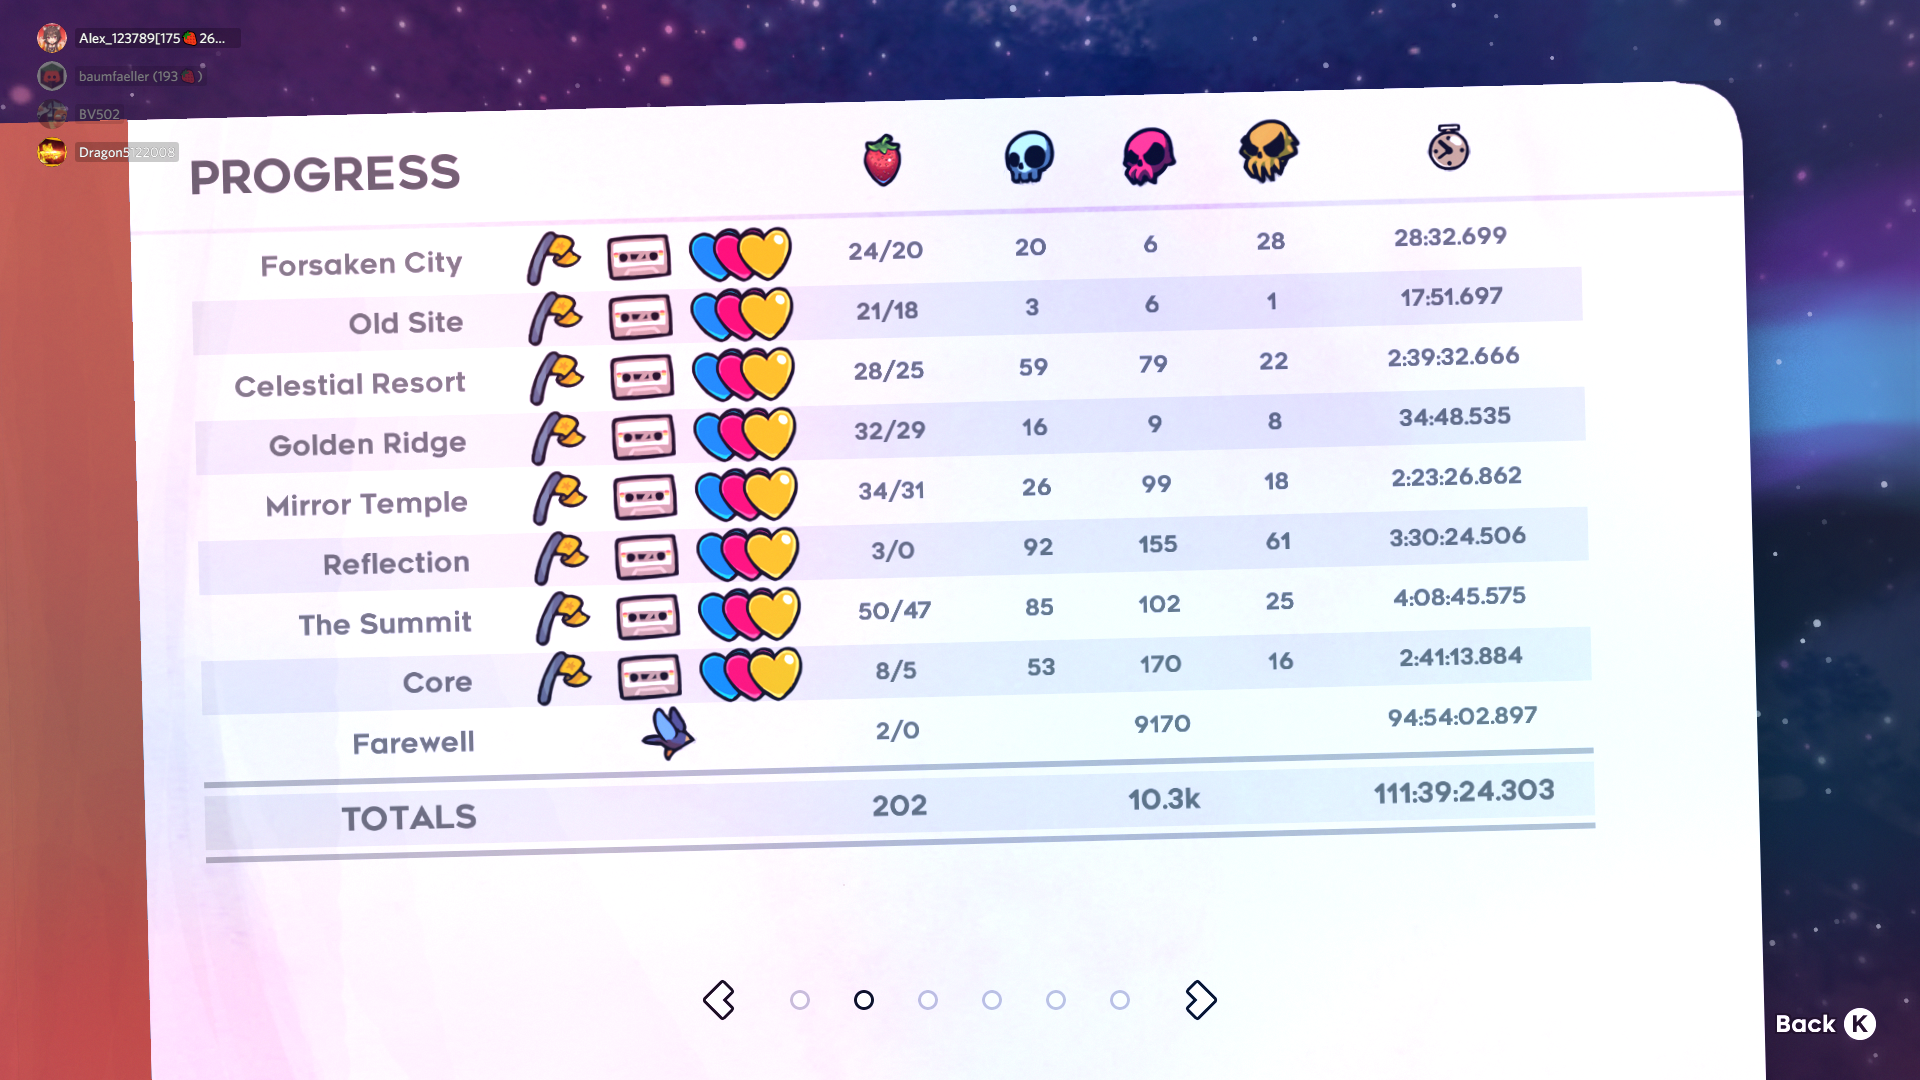 Alex_123789[175 26...
baumfaeller (193 )
BV502
Dragon5122008
PROGRESS
Forsaken City 24/20 20 6 28 28:32.699
Old Site 21/18 3 6 1 17:51.697
Celestial Resort 28/25 59 79 22 2:39:32.666
Golden Ridge 32/29 16 9 8 34:48.535
Mirror Temple 34/31 26 99 18 2:23:26.862
Reflection 3/0 92 155 61 3:30:24.506
The Summit 50/47 85 102 25 4:08:45.575
Core 8/5 53 170 16 2:41:13.884
Farewell 2/0 9170 94:54:02.897
TOTALS 202 10.3k 111:39:24.303
Back K